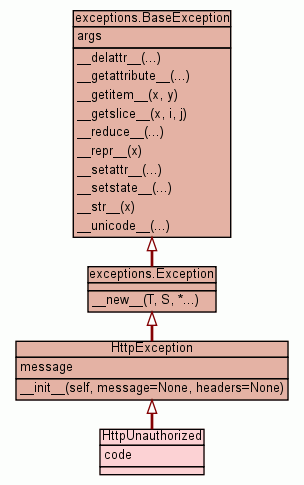 exceptions.BaseException
args
__delattr__(...)
__getattribute__(...)
__getitem__(x, y)
__getslice__(x, i, j)
__reduce__(...)
__repr__(x)
__setattr__(...)
__setstate__(...)
__str__(x)
__unicode__(...)
exceptions.Exception
__new__(T, S, *...)
HttpException
message
__init__(self, message=None, headers=None)
HttpUnauthorized
code